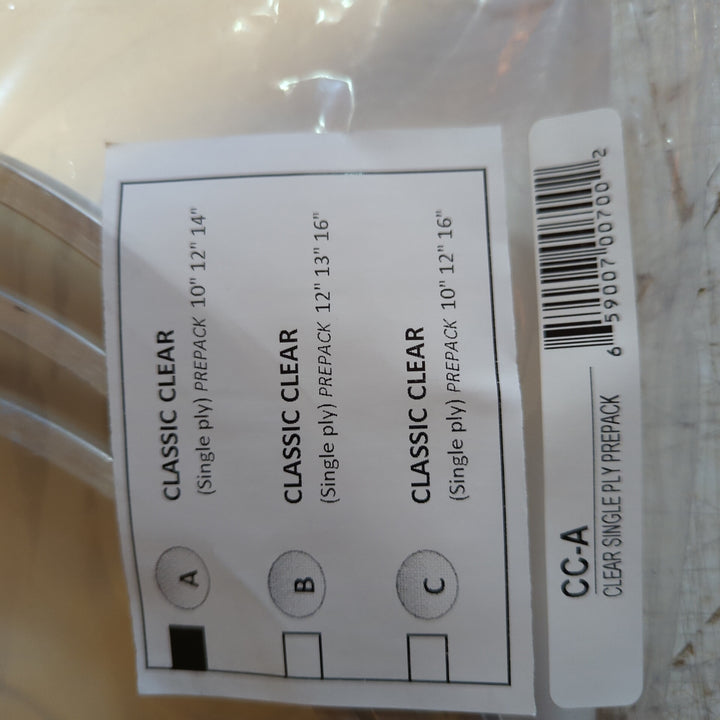 A
CLASSIC CLEAR
(Single ply) PREPACK 10" 12" 14"
B
CLASSIC CLEAR
(Single ply) PREPACK 12" 13" 16"
C
CLASSIC CLEAR
(Single ply) PREPACK 10" 12" 16"
CC-A
CLEAR SINGLE PLY PREPACK
6 59007 00700 2